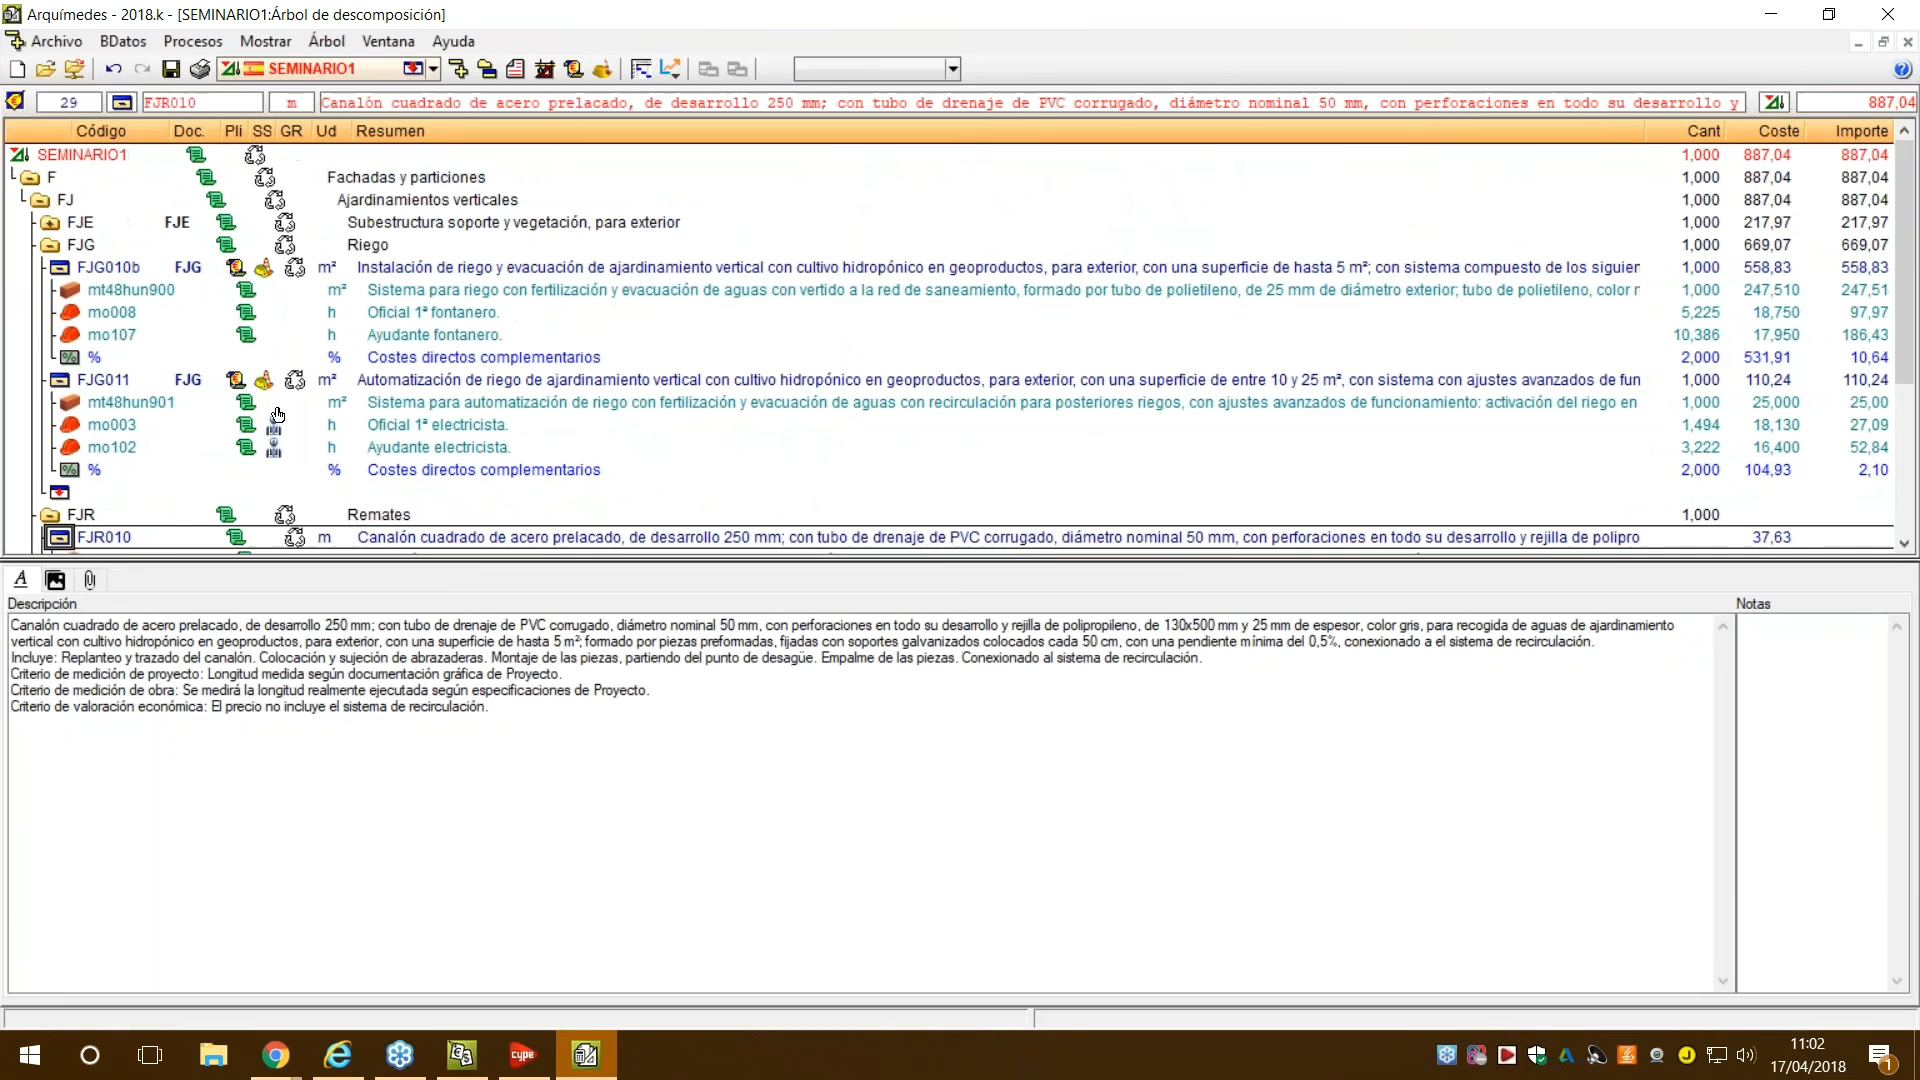 Arquímedes - 2018.k - [SEMINARIO1:Árbol de descomposición]
Archivo BDatos Procesos Mostrar Árbol Ventana Ayuda
SEMINARIO1
29 FJR010 m Canalón cuadrado de acero prelacado, de desarrollo 250 mm; con tubo de drenaje de PVC corrugado, diámetro nominal 50 mm, con perforaciones en todo su desarrollo y 887,04
Código Doc. Pli SS GR Ud Resumen Cant Coste Importe
SEMINARIO1 1,000 887,04 887,04
F Fachadas y particiones 1,000 887,04 887,04
FJ Ajardinamientos verticales 1,000 887,04 887,04
FJE FJE Subestructura soporte y vegetación, para exterior 1,000 217,97 217,97
FJG Riego 1,000 669,07 669,07
FJG010b FJG m² Instalación de riego y evacuación de ajardinamiento vertical con cultivo hidropónico en geoproductos, para exterior, con una superficie de hasta 5 m²; con sistema compuesto de los siguien 1,000 558,83 558,83
mt48hun900 m² Sistema para riego con fertilización y evacuación de aguas con vertido a la red de saneamiento, formado por tubo de polietileno, de 25 mm de diámetro exterior; tubo de polietileno, color r 1,000 247,510 247,51
mo008 h Oficial 1ª fontanero. 5,225 18,750 97,97
mo107 h Ayudante fontanero. 10,386 17,950 186,43
% % % Costes directos complementarios 2,000 531,91 10,64
FJG011 FJG m² Automatización de riego de ajardinamiento vertical con cultivo hidropónico en geoproductos, para exterior, con una superficie de entre 10 y 25 m², con sistema con ajustes avanzados de fun 1,000 110,24 110,24
mt48hun901 m² Sistema para automatización de riego con fertilización y evacuación de aguas con recirculación para posteriores riegos, con ajustes avanzados de funcionamiento: activación del riego en 1,000 25,000 25,00
mo003 h Oficial 1ª electricista. 1,494 18,130 27,09
mo102 h Ayudante electricista. 3,222 16,400 52,84
% % % Costes directos complementarios 2,000 104,93 2,10
FJR Remates 1,000
FJR010 m Canalón cuadrado de acero prelacado, de desarrollo 250 mm; con tubo de drenaje de PVC corrugado, diámetro nominal 50 mm, con perforaciones en todo su desarrollo y rejilla de polipro 37,63
A
Descripción Notas
Canalón cuadrado de acero prelacado, de desarrollo 250 mm; con tubo de drenaje de PVC corrugado, diámetro nominal 50 mm, con perforaciones en todo su desarrollo y rejilla de polipropileno, de 130x500 mm y 25 mm de espesor, color gris, para recogida de aguas de ajardinamiento
vertical con cultivo hidropónico en geoproductos, para exterior, con una superficie de hasta 5 m²; formado por piezas preformadas, fijadas con soportes galvanizados colocados cada 50 cm, con una pendiente mínima del 0,5%, conexionado a el sistema de recirculación.
Incluye: Replanteo y trazado del canalón. Colocación y sujeción de abrazaderas. Montaje de las piezas, partiendo del punto de desagüe. Empalme de las piezas. Conexionado al sistema de recirculación.
Criterio de medición de proyecto: Longitud medida según documentación gráfica de Proyecto.
Criterio de medición de obra: Se medirá la longitud realmente ejecutada según especificaciones de Proyecto.
Criterio de valoración económica: El precio no incluye el sistema de recirculación.
cype
11:02
17/04/2018
1